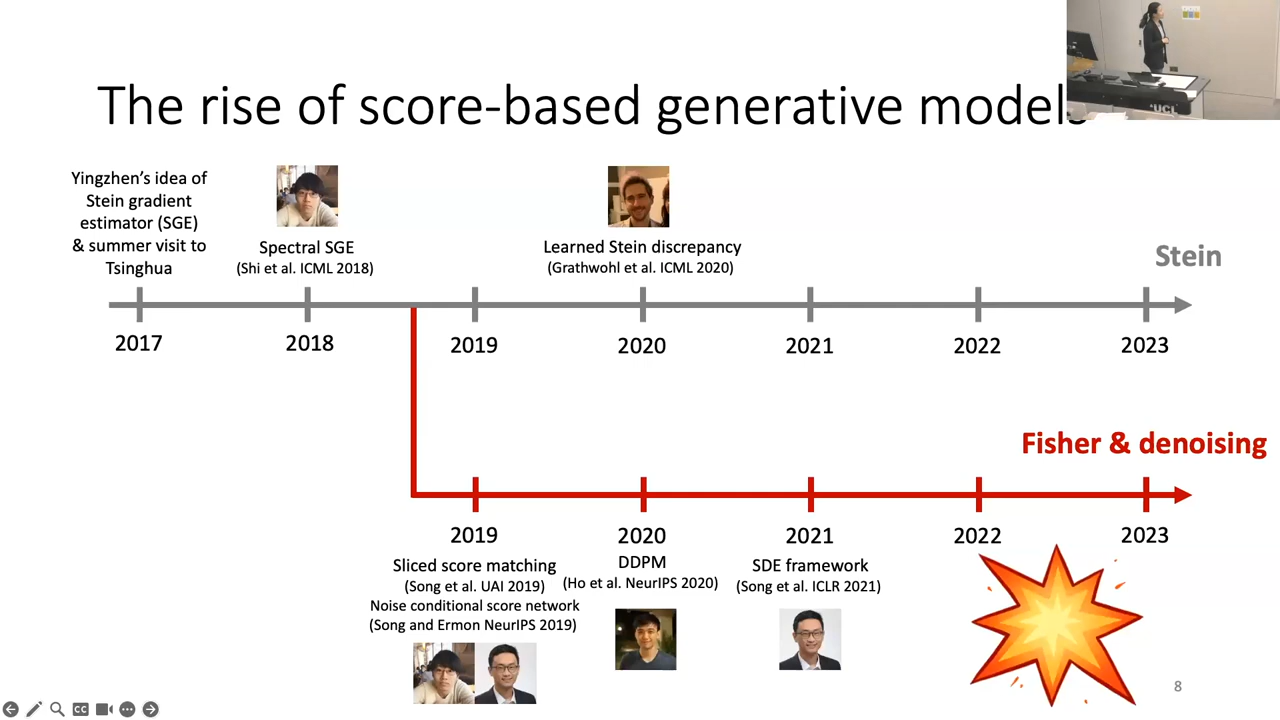 The rise of score-based generative models
UCL
Yingzhen's idea of
Stein gradient
estimator (SGE)
& summer visit to
Tsinghua
Spectral SGE
(Shi et al. ICML 2018)
Learned Stein discrepancy
(Grathwohl et al. ICML 2020)
Stein
2017
2018
2019
2020
2021
2022
2023
Fisher & denoising
2019
2020
2021
2022
2023
Sliced score matching
(Song et al. UAI 2019)
Noise conditional score network
(Song and Ermon NeurIPS 2019)
DDPM
(Ho et al. NeurIPS 2020)
SDE framework
(Song et al. ICLR 2021)
8
CC